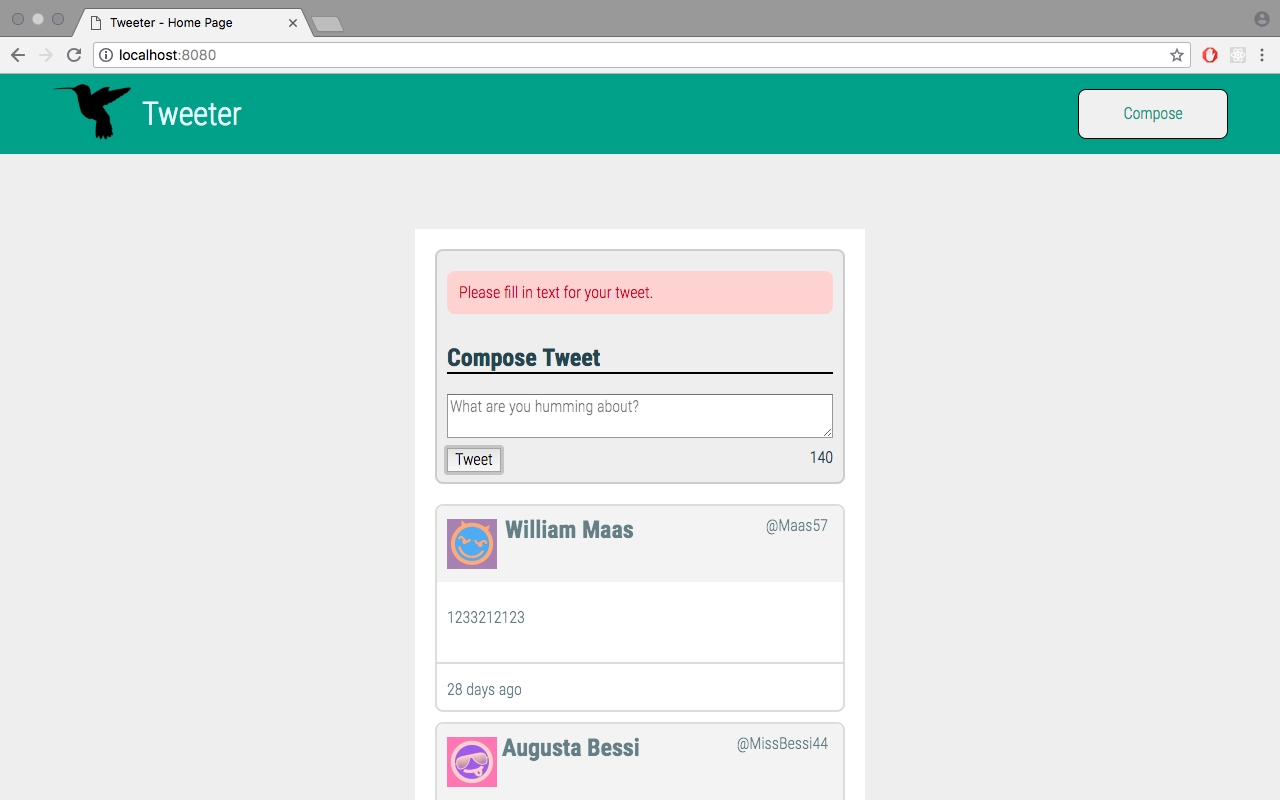 Tweeter - Home Page
localhost:8080
Tweeter
Compose
Please fill in text for your tweet.
Compose Tweet
What are you humming about?
Tweet
140
William Maas
@Maas57
1233212123
28 days ago
Augusta Bessi
@MissBessi44